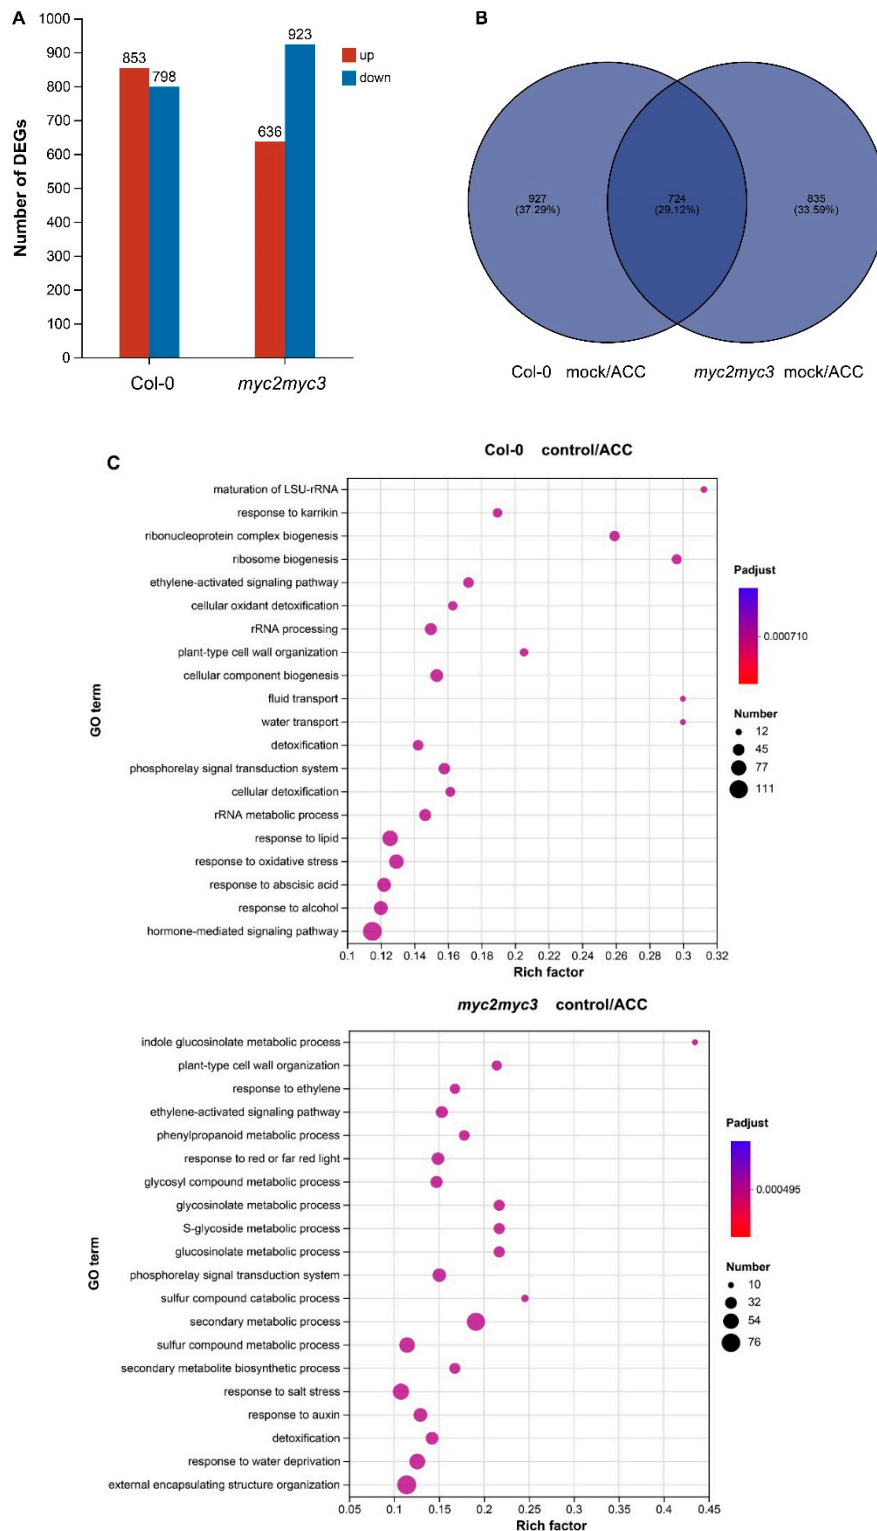 A
Number of DEGs
1000
900
800
700
600
500
400
300
200
100
0
853
798
636
923
up
down
Col-0
myc2myc3
B
927
(37.29%)
724
(29.12%)
835
(33.59%)
Col-0 mock/ACC
myc2myc3 mock/ACC
C
Col-0 control/ACC
GO term
maturation of LSU-rRNA
response to karrikin
ribonucleoprotein complex biogenesis
ribosome biogenesis
ethylene-activated signaling pathway
cellular oxidant detoxification
rRNA processing
plant-type cell wall organization
cellular component biogenesis
fluid transport
water transport
detoxification
phosphorelay signal transduction system
cellular detoxification
rRNA metabolic process
response to lipid
response to oxidative stress
response to abscisic acid
response to alcohol
hormone-mediated signaling pathway
0.1 0.12 0.14 0.16 0.18 0.2 0.22 0.24 0.26 0.28 0.3 0.32
Rich factor
Padjust
0.000710
Number
12
45
77
111
myc2myc3 control/ACC
GO term
indole glucosinolate metabolic process
plant-type cell wall organization
response to ethylene
ethylene-activated signaling pathway
phenylpropanoid metabolic process
response to red or far red light
glycosyl compound metabolic process
glycosinolate metabolic process
S-glycoside metabolic process
glucosinolate metabolic process
phosphorelay signal transduction system
sulfur compound catabolic process
secondary metabolic process
sulfur compound metabolic process
secondary metabolite biosynthetic process
response to salt stress
response to auxin
detoxification
response to water deprivation
external encapsulating structure organization
0.05 0.1 0.15 0.2 0.25 0.3 0.35 0.4 0.45
Rich factor
Padjust
0.000495
Number
10
32
54
76